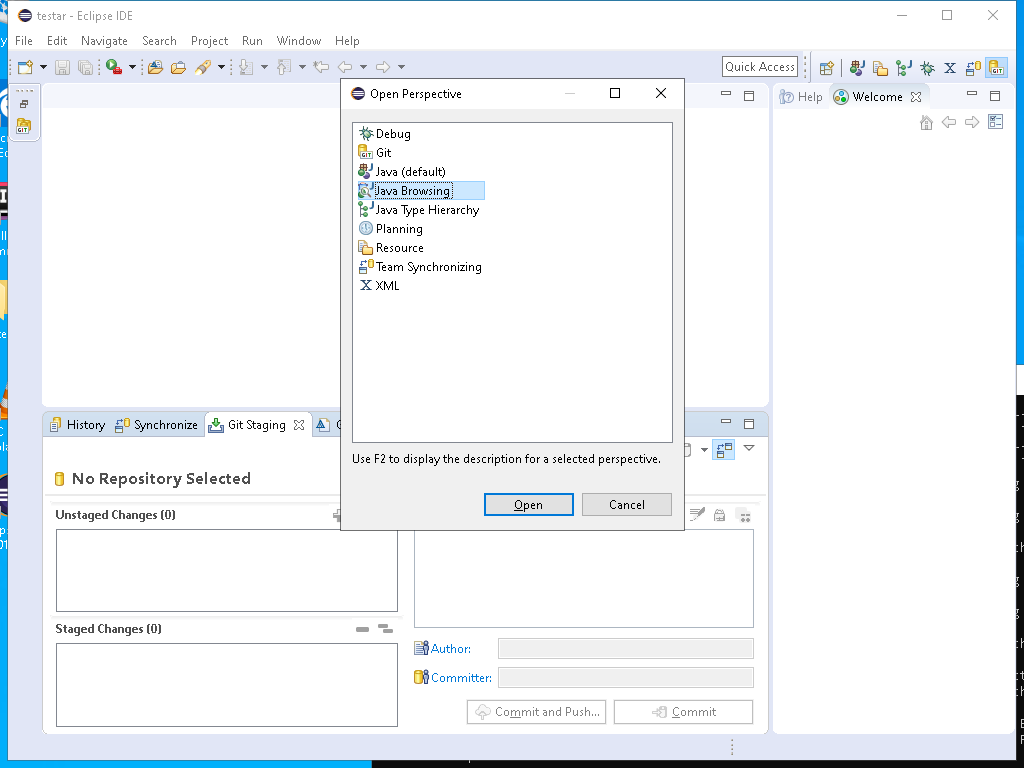 testar - Eclipse IDE
File Edit Navigate Search Project Run Window Help
Quick Access
Open Perspective
Help Welcome
Debug
Git
Java (default)
Java Browsing
Java Type Hierarchy
Planning
Resource
Team Synchronizing
X XML
Use F2 to display the description for a selected perspective.
Open Cancel
History Synchronize Git Staging
No Repository Selected
Unstaged Changes (0)
Staged Changes (0)
Author:
Committer:
Commit and Push... Commit